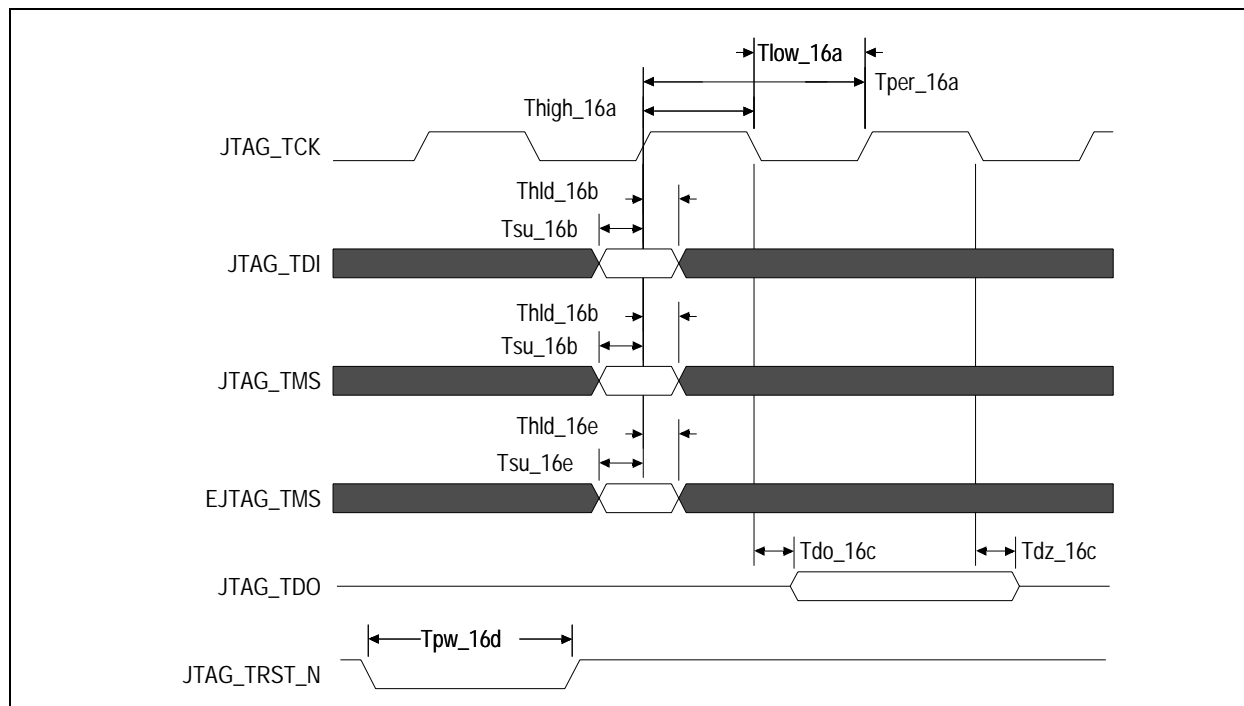 Tlow_16a
Tper_16a
Thigh_16a
JTAG_TCK
Thld_16b
Tsu_16b
JTAG_TDI
Thld_16b
Tsu_16b
JTAG_TMS
Thld_16e
Tsu_16e
EJTAG_TMS
Tdo_16c Tdz_16c
JTAG_TDO
Tpw_16d
JTAG_TRST_N